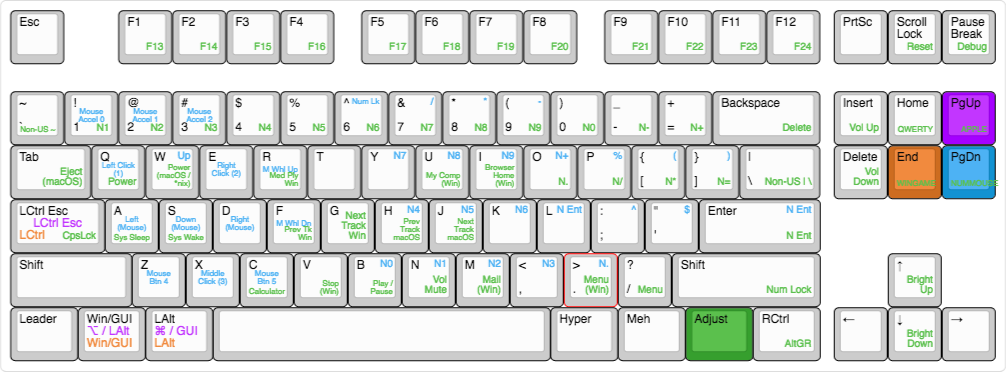 Esc
F1
F13
F2
F14
F3
F15
F4
F16
F5
F17
F6
F18
F7
F19
F8
F20
F9
F21
F10
F22
F11
F23
F12
F24
PrtSc
Scroll
Lock
Reset
Pause
Break
Debug
~
` Non-US ~
!
Mouse
Accel 0
1 N1
@
Mouse
Accel 1
2 N2
#
Mouse
Accel 2
3 N3
$
4 N4
%
5 N5
^ Num Lk
6 N6
& /
7 N7
* *
8 N8
( -
9 N9
)
0 N0
_
- N-
+
= N+
Backspace
Delete
Insert
Vol Up
Home
QWERTY
PgUp
APPLE
Tab
Eject
(macOS)
Q
Left Click
(1)
Power
W Up
Power
(macOS /
*nix)
E
Right
Click (2)
R
M Whl Up
Med Ply
Win
T
Y N7
U N8
My Comp
(Win)
I N9
Browser
Home
(Win)
O N+
N.
P %
N/
{ (
[ N*
} )
] N=
|
\ Non-US | \
Delete
Vol
Down
End
PgDn
LCtrl Esc
LCtrl Esc
LCtrl CpsLck
A
Left
(Mouse)
Sys Sleep
S
Down
(Mouse)
Sys Wake
D
Right
(Mouse)
F
M Whl Dn
Prev Tk
Win
G
Next
Track
Win
H N4
Prev
Track
macOS
J N5
Next
Track
macOS
K N6
L N Ent
: ^
;
" $
'
Enter N Ent
N Ent
Shift
Z
Mouse
Btn 4
X
Middle
Click (3)
C
Mouse
Btn 5
Calculator
V
Stop
(Win)
B N0
Play /
Pause
N N1
Vol
Mute
M N2
Mail
(Win)
< N3
,
> N.
. Menu
(Win)
?
/ Menu
Shift
Num Lock
↑
Bright
Up
Leader
Win/GUI
⌥ / LAlt
Win/GUI
LAlt
⌘ / GUI
LAlt
Hyper
Meh
Adjust
RCtrl
AltGR
←
↓
Bright
Down
→